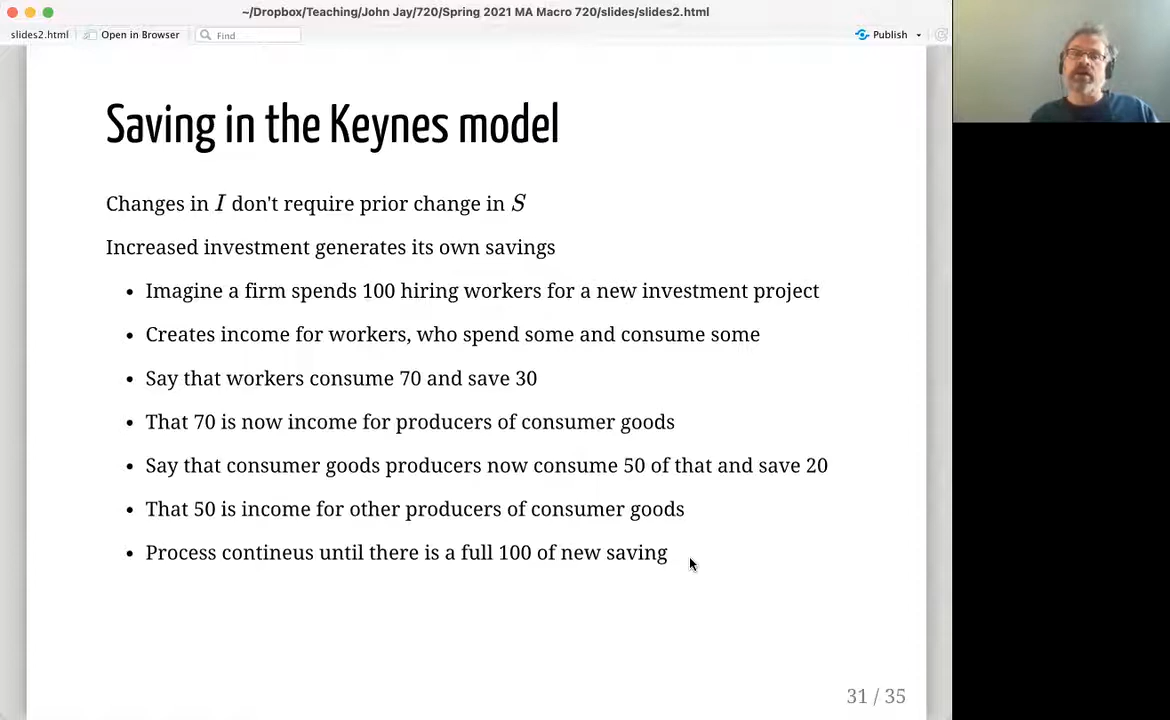 ~/Dropbox/Teaching/John Jay/720/Spring 2021 MA Macro 720/slides/slides2.html
slides2.html Open in Browser Find Publish
Saving in the Keynes model
Changes in I don't require prior change in S
Increased investment generates its own savings
• Imagine a firm spends 100 hiring workers for a new investment project
• Creates income for workers, who spend some and consume some
• Say that workers consume 70 and save 30
• That 70 is now income for producers of consumer goods
• Say that consumer goods producers now consume 50 of that and save 20
• That 50 is income for other producers of consumer goods
• Process contineus until there is a full 100 of new saving
31 / 35